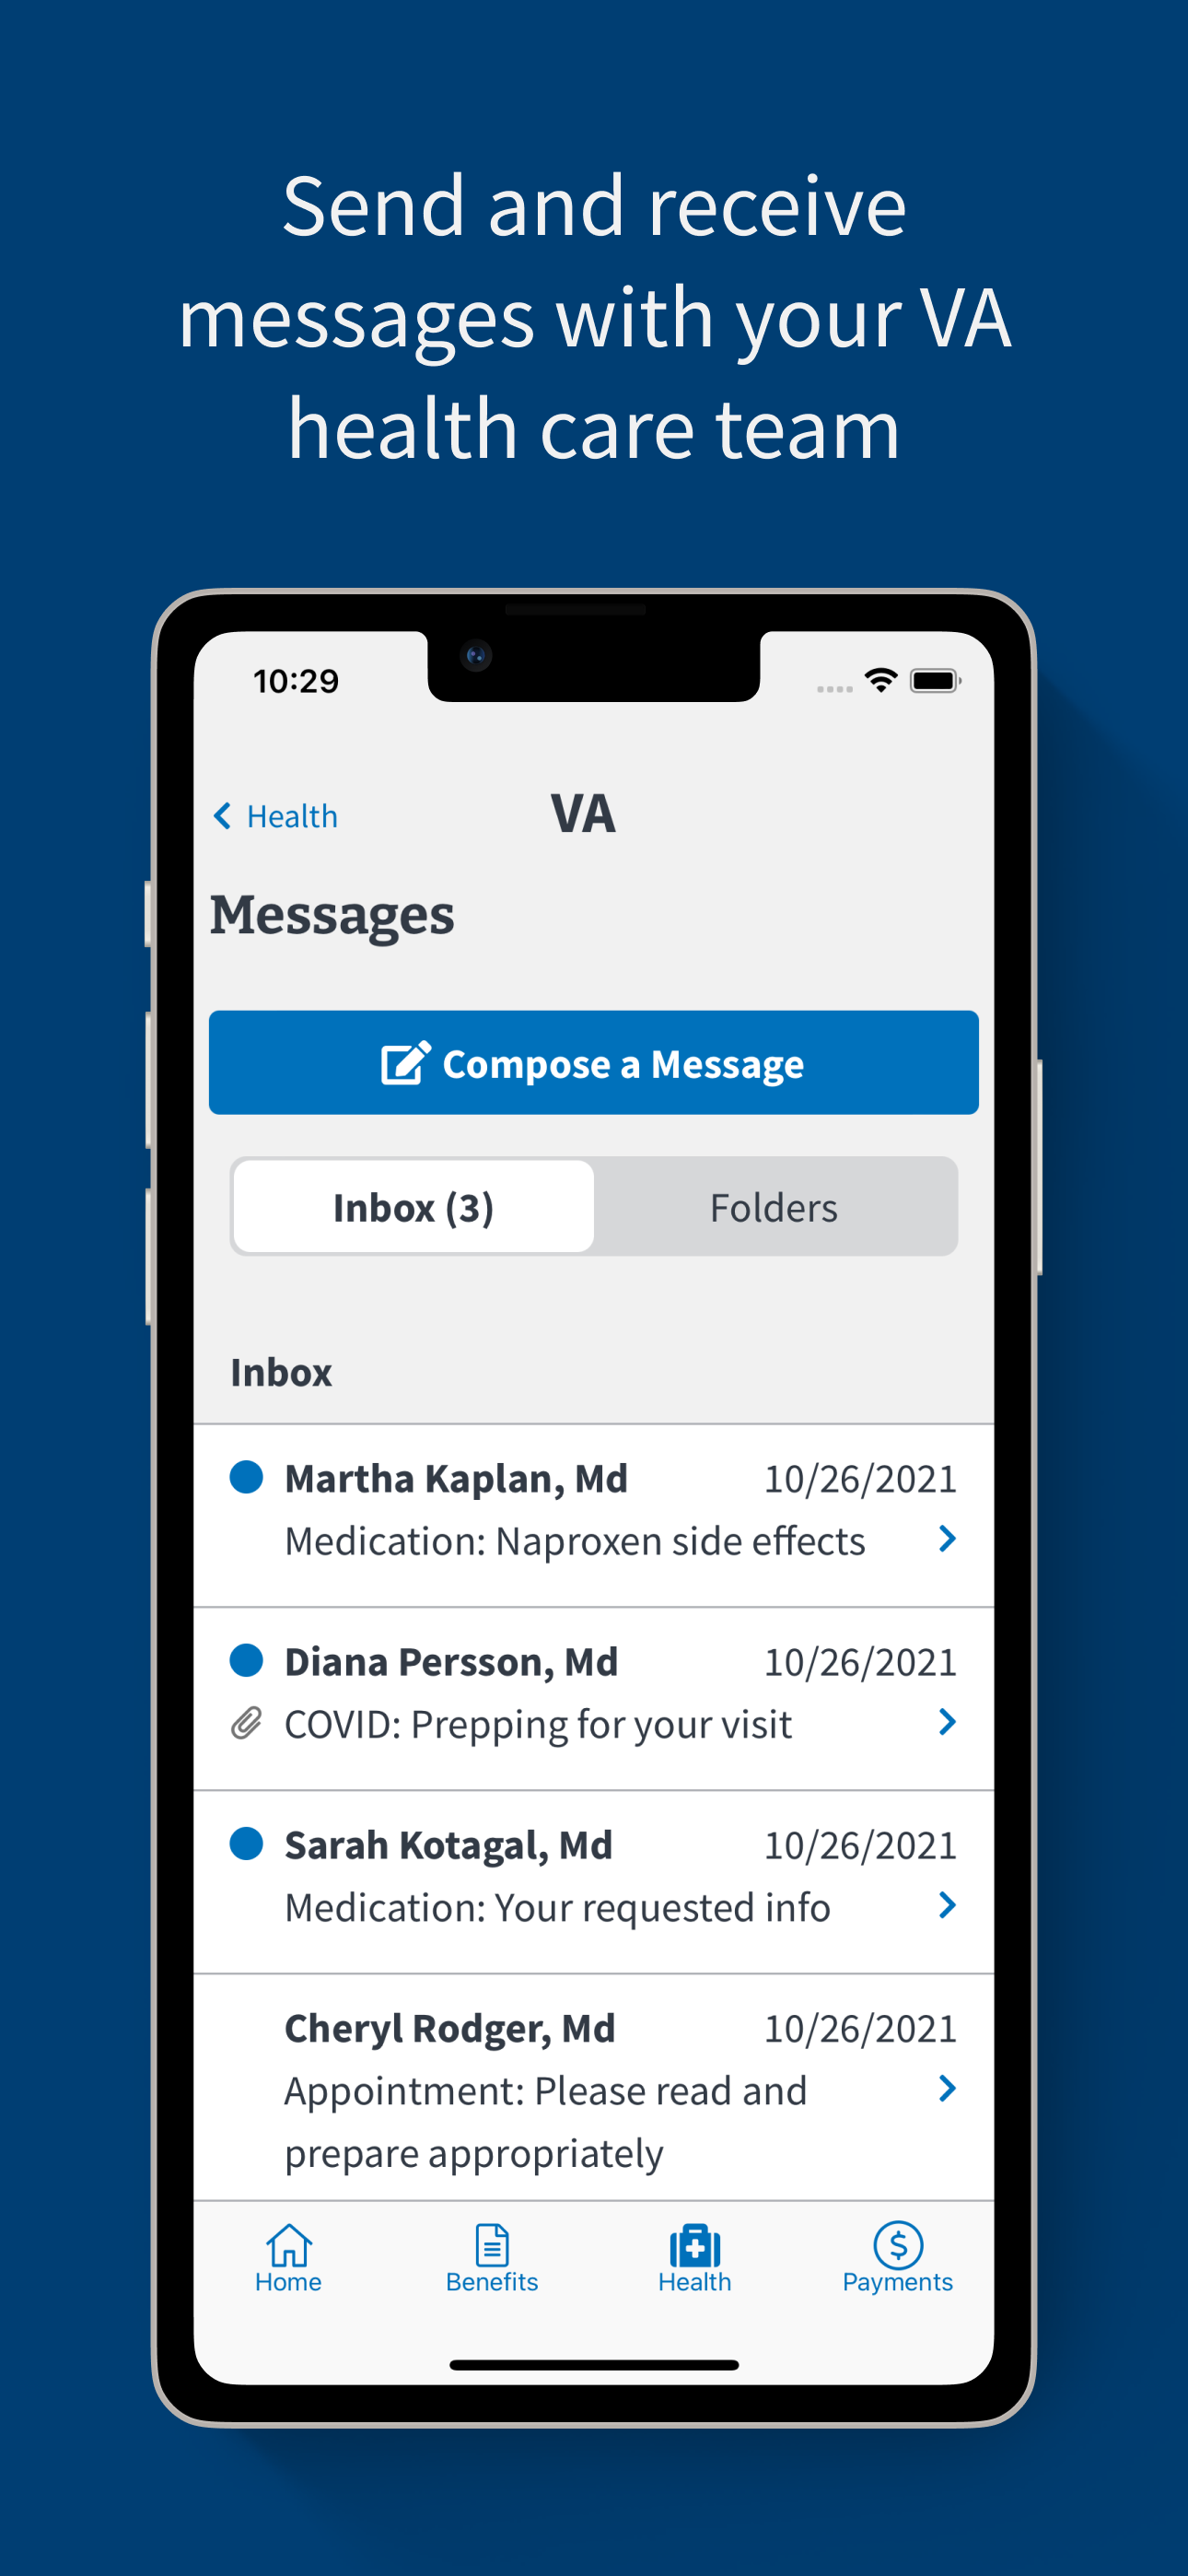 Send and receive
messages with your VA
health care team
10:29
Health
VA
Messages
Compose a Message
Inbox (3)
Folders
Inbox
Martha Kaplan, Md
10/26/2021
Medication: Naproxen side effects
Diana Persson, Md
10/26/2021
COVID: Prepping for your visit
Sarah Kotagal, Md
10/26/2021
Medication: Your requested info
Cheryl Rodger, Md
10/26/2021
Appointment: Please read and
prepare appropriately
Home
Benefits
Health
Payments